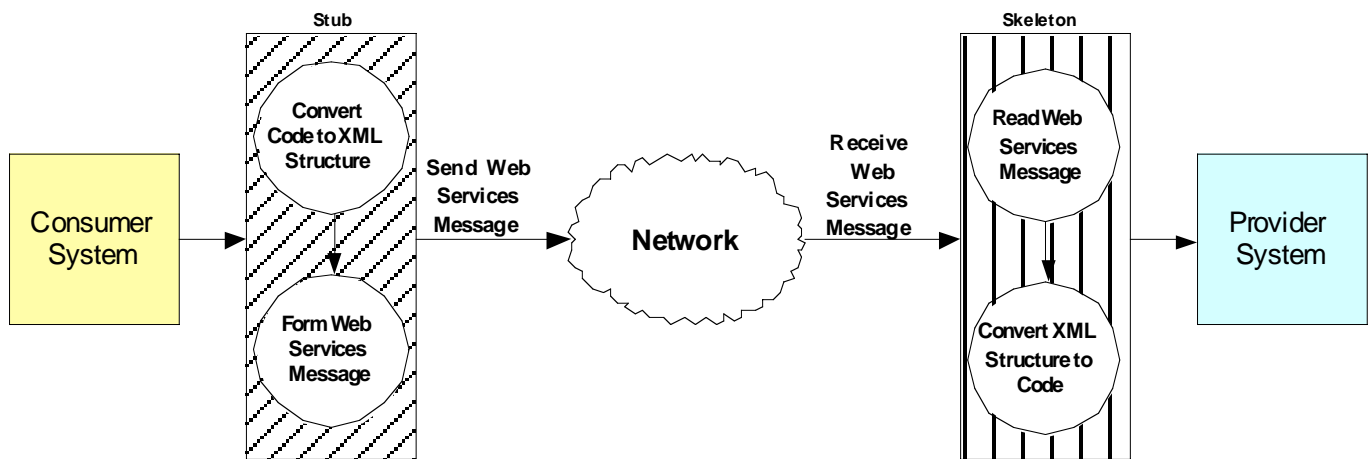 Stub
Skeleton
Consumer
System
Convert
Code to XML
Structure
Form Web
Services
Message
Send Web
Services
Message
Network
Receive
Web
Services
Message
Read Web
Services
Message
Convert XML
Structure to
Code
Provider
System